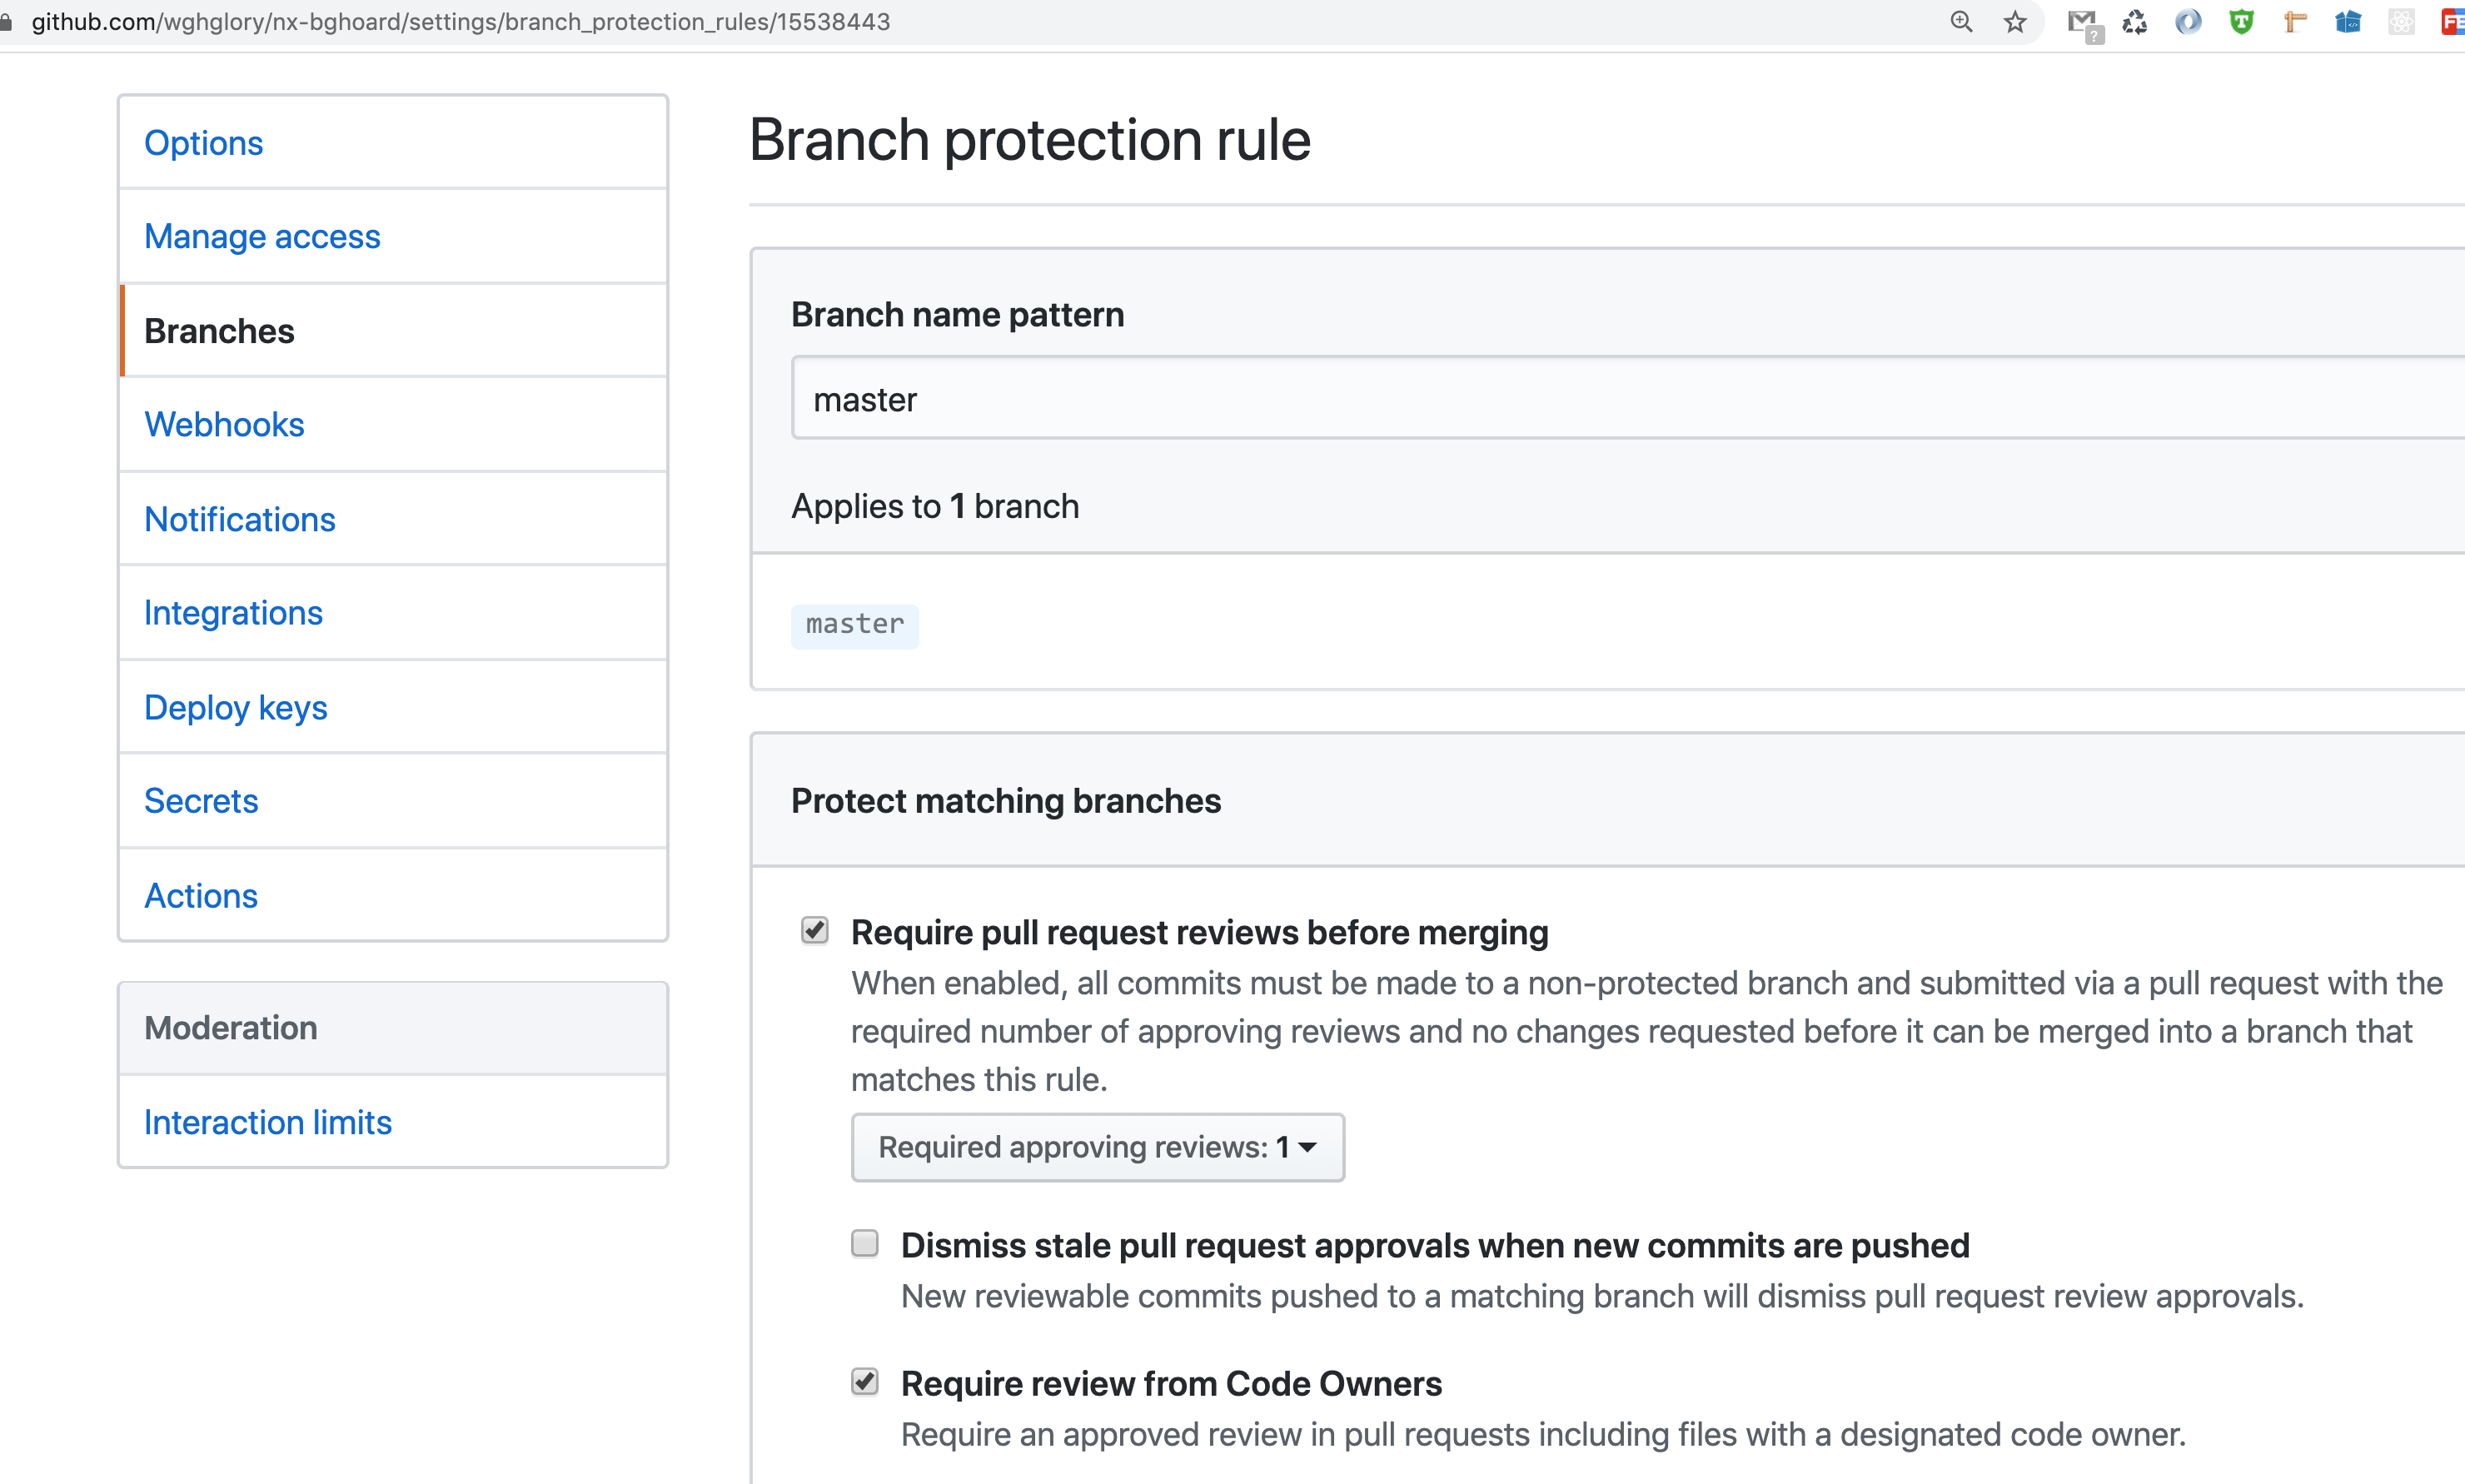 github.com/wghglory/nx-bghoard/settings/branch_protection_rules/15538443
?
T
FE
Options
Manage access
Branches
Webhooks
Notifications
Integrations
Deploy keys
Secrets
Actions
Moderation
Interaction limits
Branch protection rule
Branch name pattern
master
Applies to 1 branch
master
Protect matching branches
Require pull request reviews before merging
When enabled, all commits must be made to a non-protected branch and submitted via a pull request with the
required number of approving reviews and no changes requested before it can be merged into a branch that
matches this rule.
Required approving reviews: 1
Dismiss stale pull request approvals when new commits are pushed
New reviewable commits pushed to a matching branch will dismiss pull request review approvals.
Require review from Code Owners
Require an approved review in pull requests including files with a designated code owner.